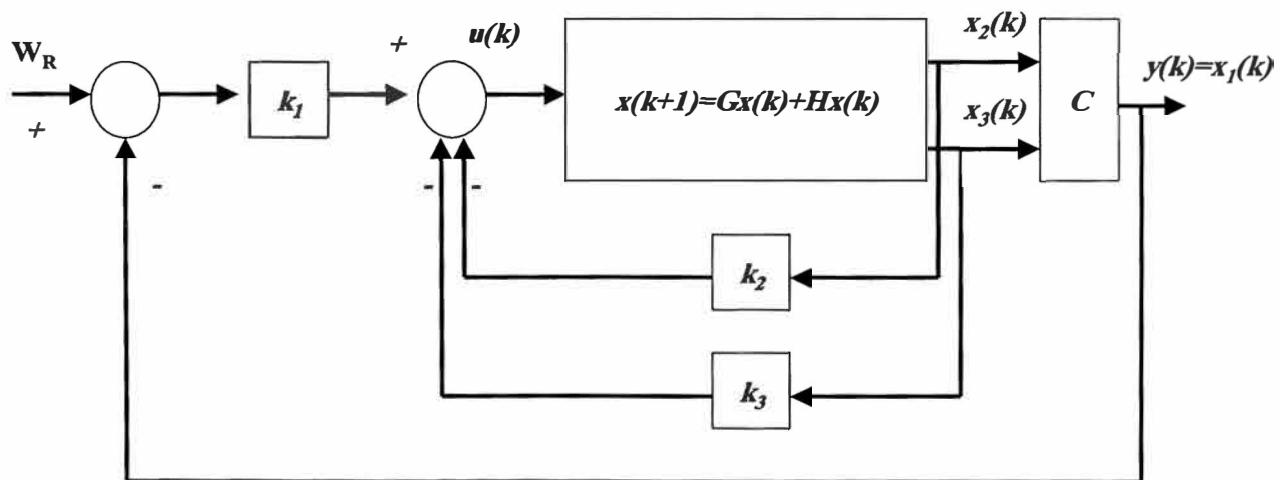 W_R
+
-
k_1
+
u(k)
-
-
x(k+1)=Gx(k)+Hx(k)
x_2(k)
x_3(k)
C
y(k)=x_1(k)
k_2
k_3